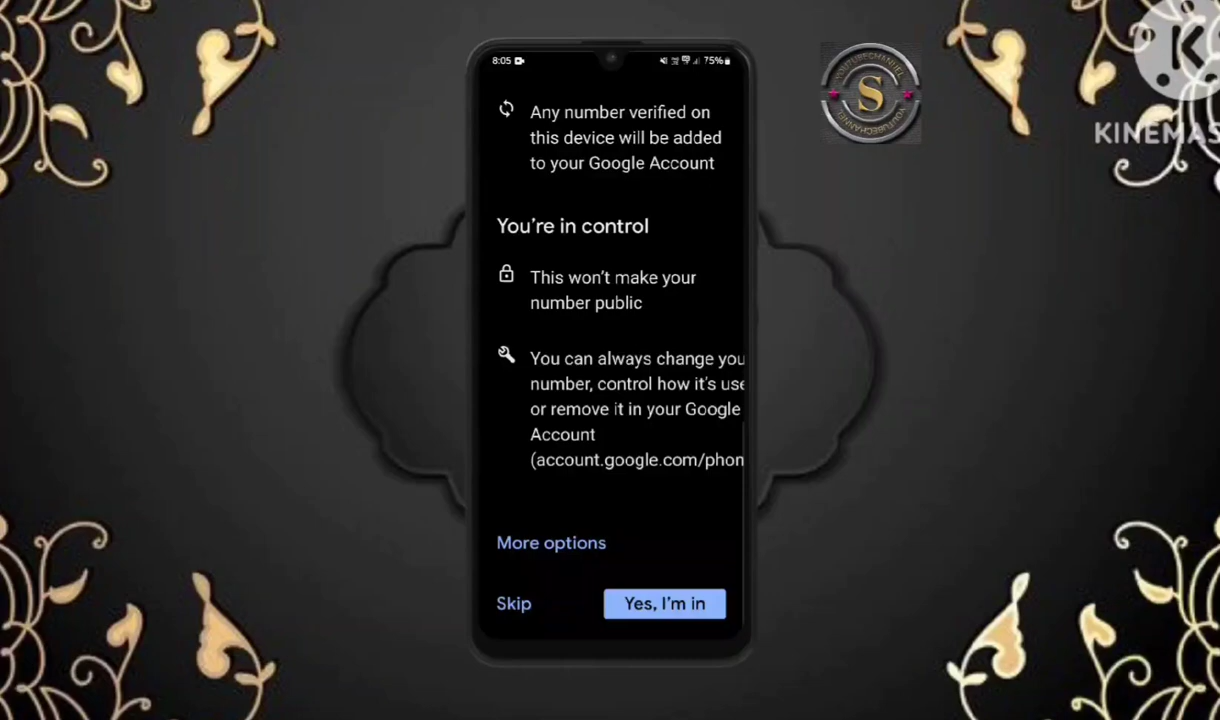 8:05
75%
Any number verified on
this device will be added
to your Google Account
You're in control
This won't make your
number public
You can always change you
number, control how it's use
or remove it in your Google
Account
(account.google.com/phon
More options
Skip
Yes, I'm in
YOUTUBECHANNEL
S
YOUTUBECHANNEL
K
KINEMAS